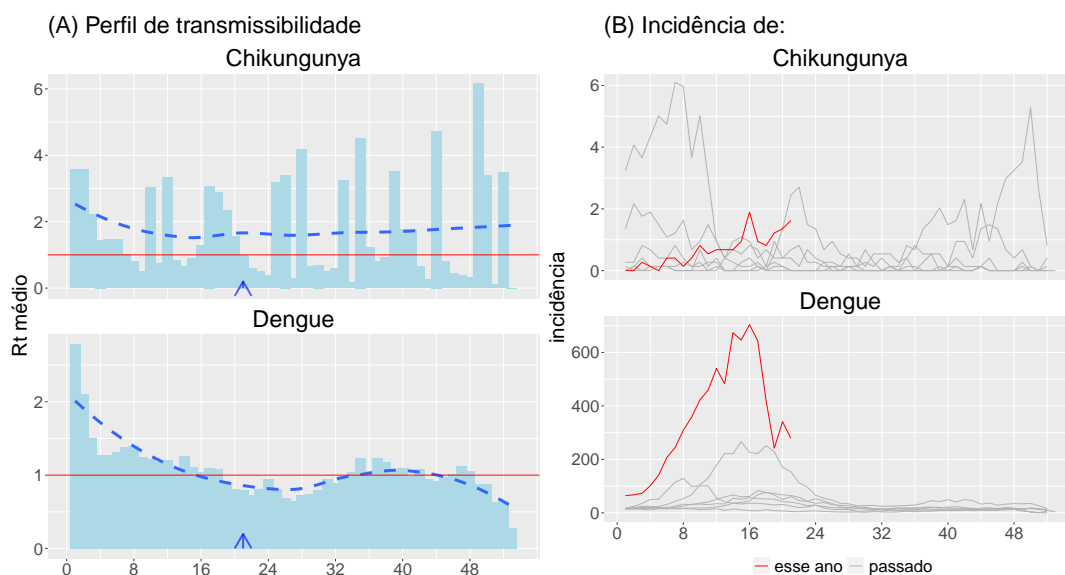 (A) Perfil de transmissibilidade
Chikungunya
6
4
2
0
Dengue
2
1
0
0 8 16 24 32 40 48
Rt médio
(B) Incidência de:
Chikungunya
6
4
2
0
Dengue
600
400
200
0
0 8 16 24 32 40 48
incidência
esse ano passado